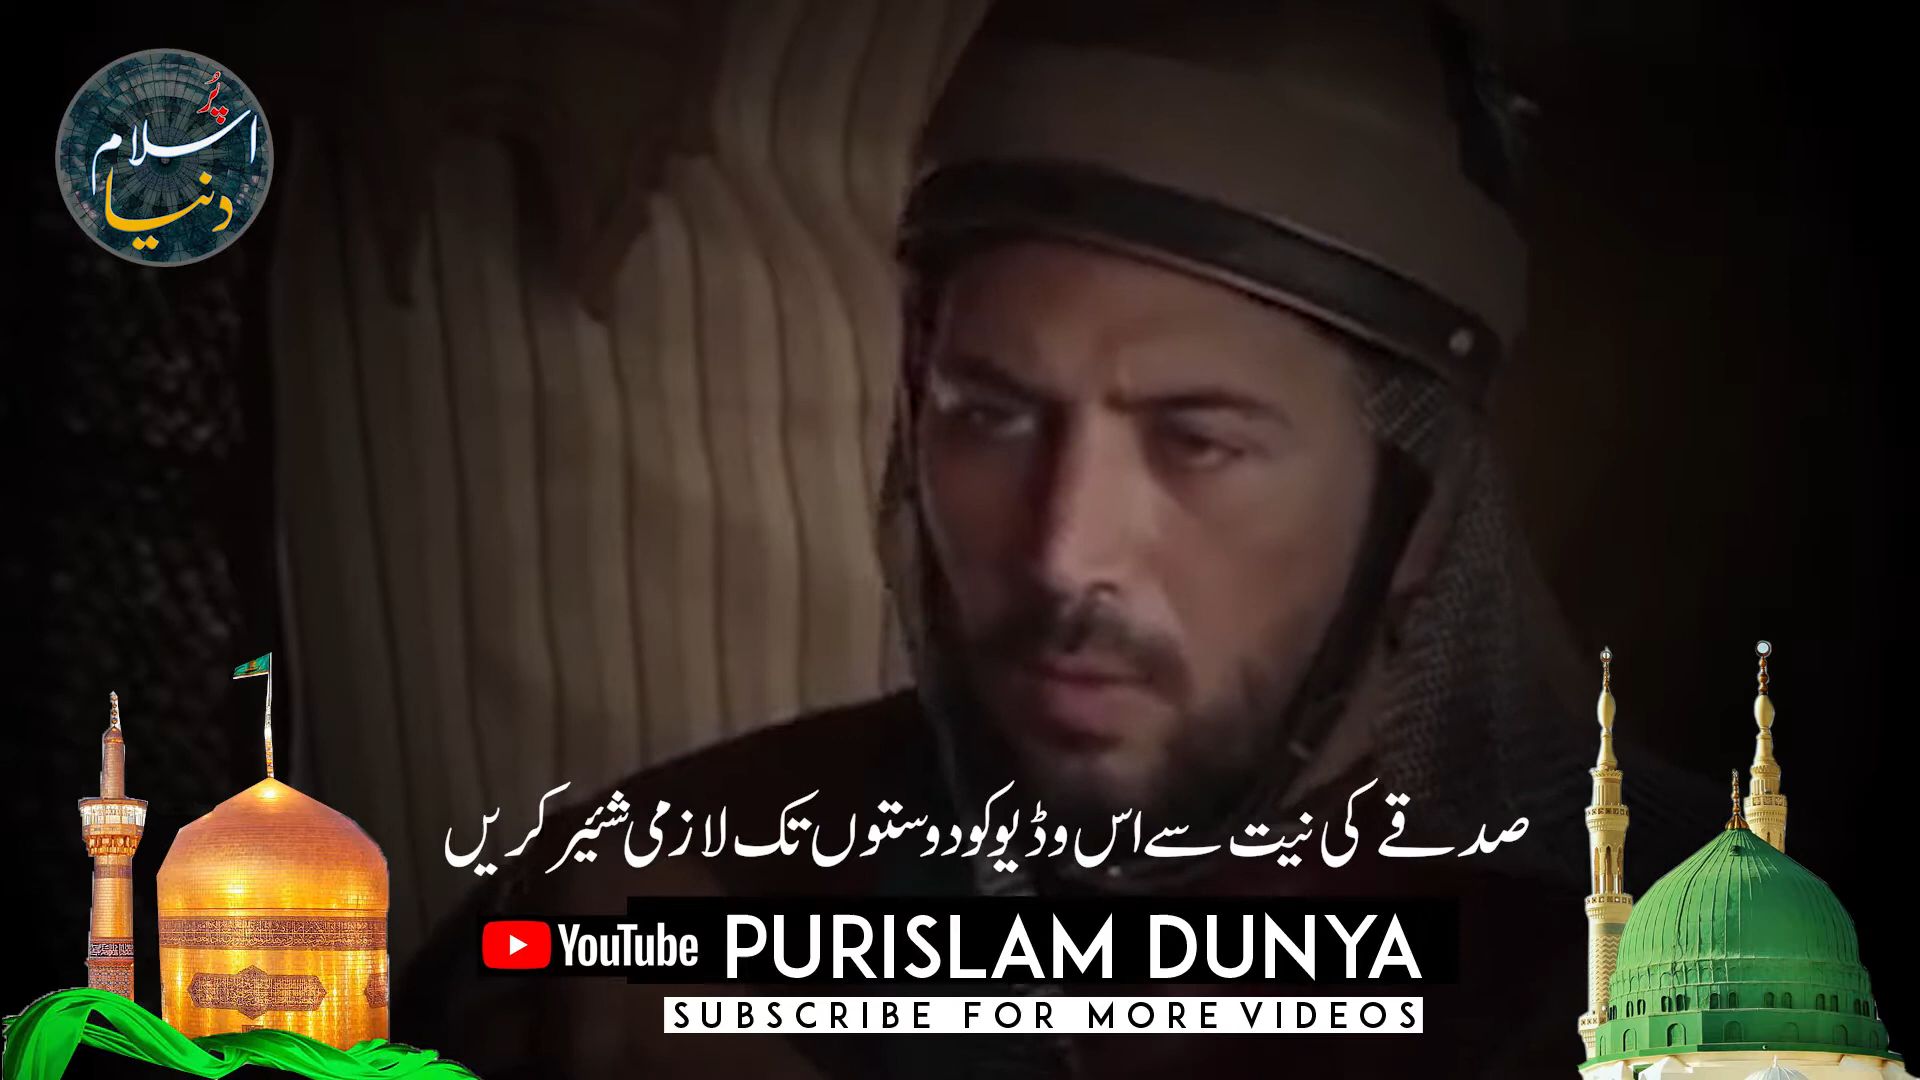 پُر
اسلام
دنیا
صدقے کی نیت سے اس وڈیو کو دوستوں تک لازمی شئیر کریں
YouTube PURISLAM DUNYA
SUBSCRIBE FOR MORE VIDEOS